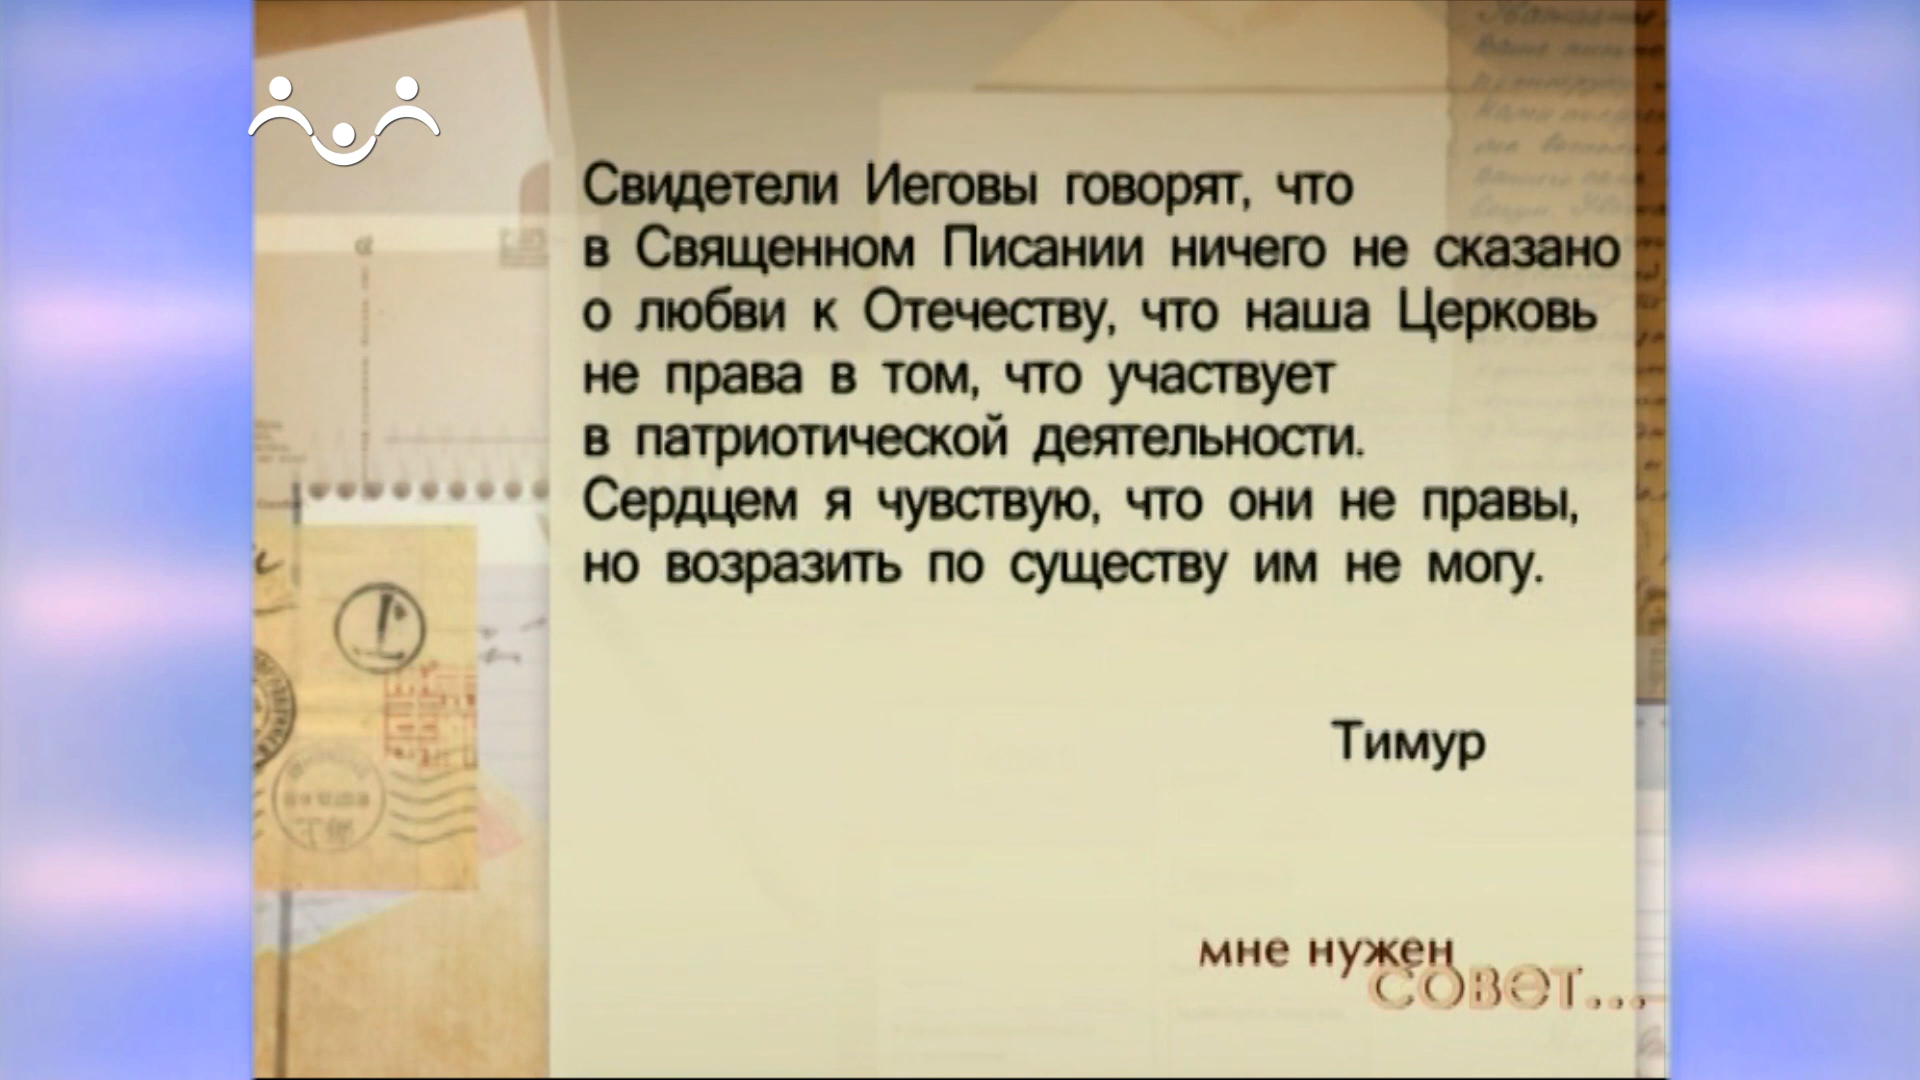 Свидетели Иеговы говорят, что
в Священном Писании ничего не сказано
о любви к Отечеству, что наша Церковь
не права в том, что участвует
в патриотической деятельности.
Сердцем я чувствую, что они не правы,
но возразить по существу им не могу.
Тимур
мне нужен
совет...